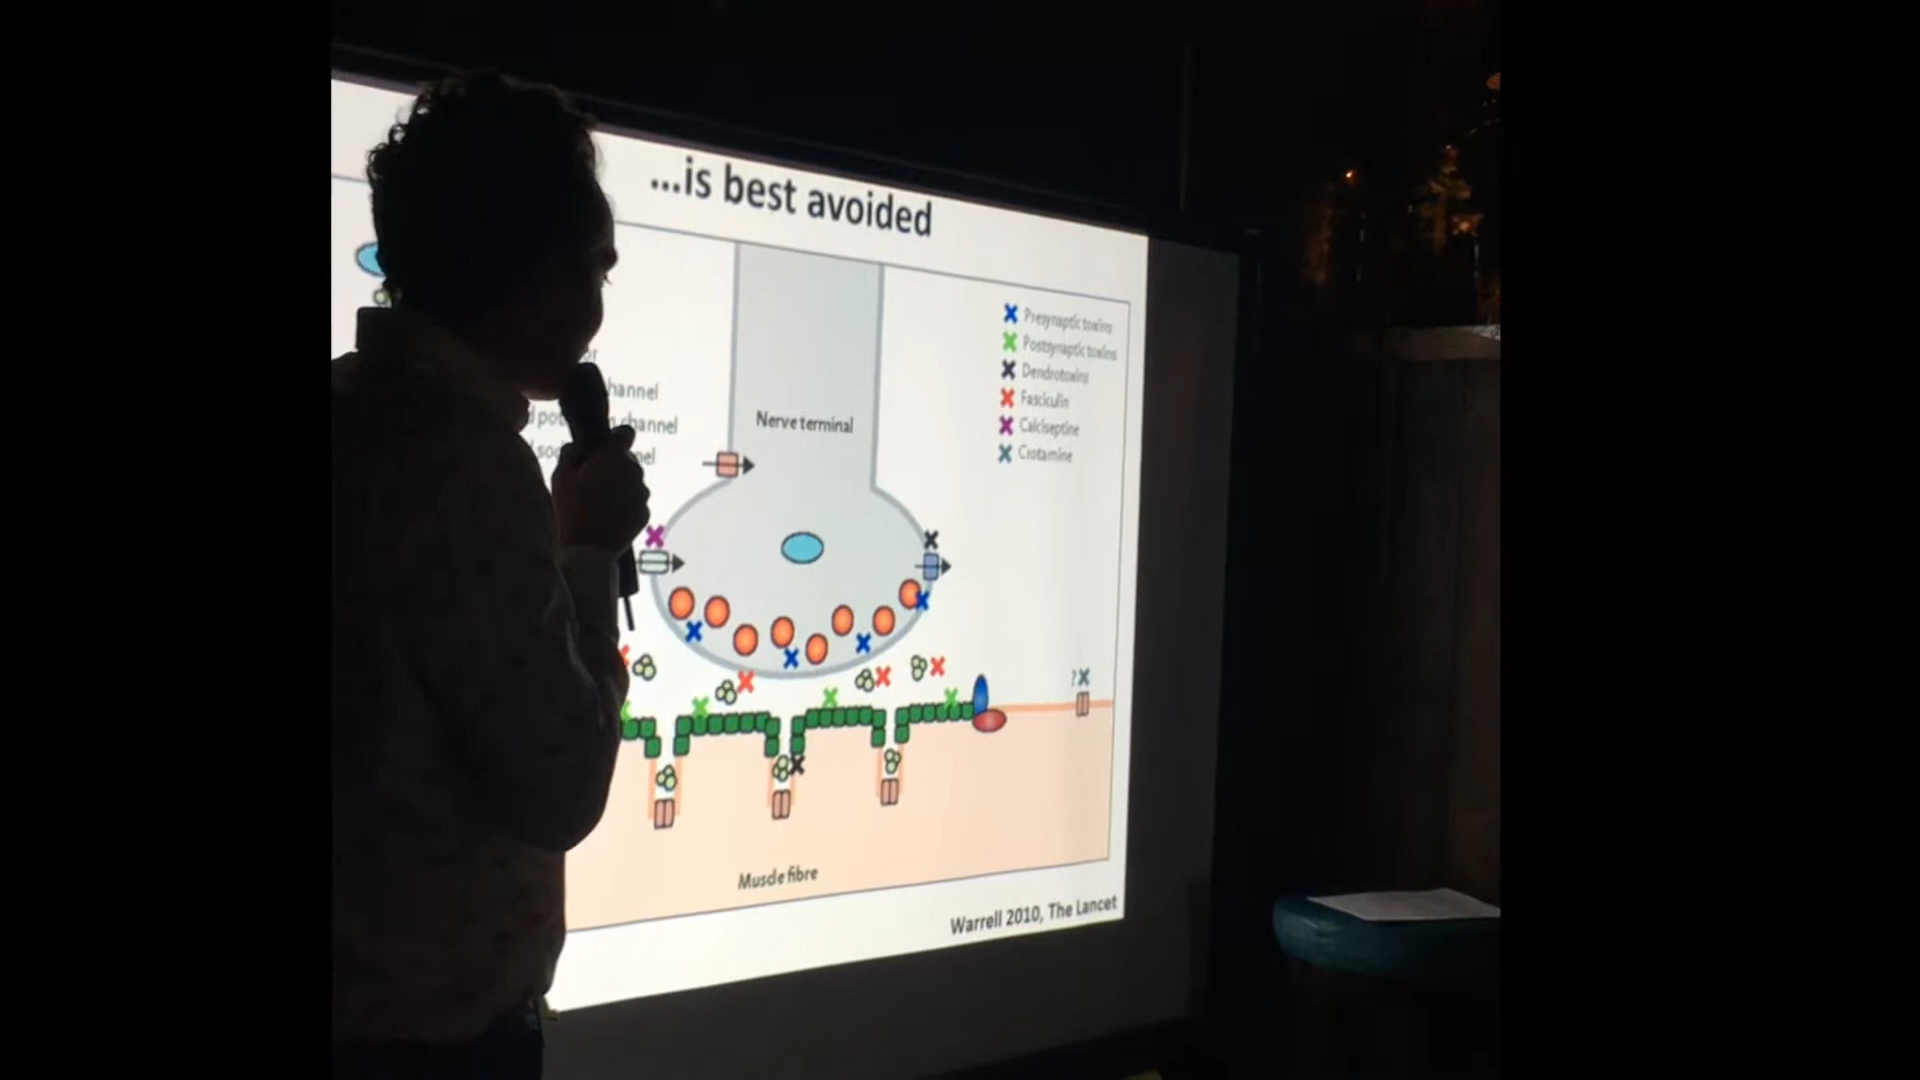 ...is best avoided
hannel
channel
Nerve terminal
Presynaptic toxins
Postsynaptic toxins
Dendrotoxins
Fasciculin
Calciseptine
Crotamine
?
Muscle fibre
Warrell 2010, The Lancet